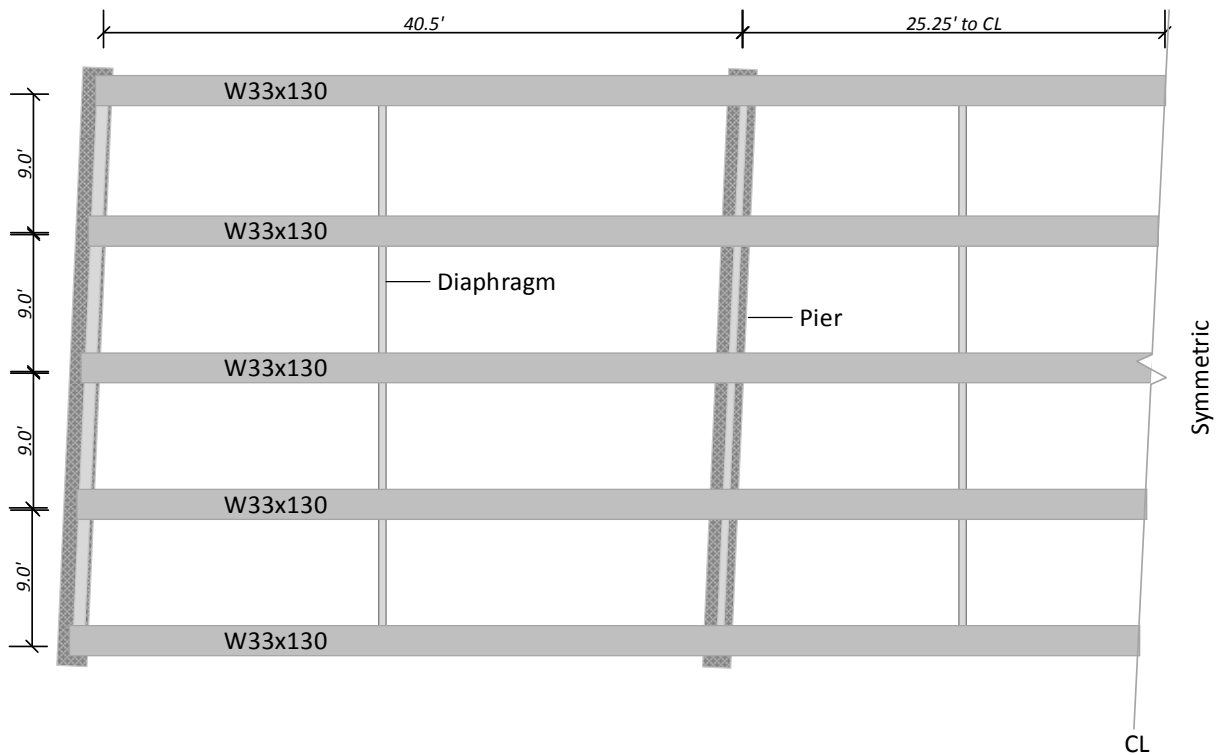 40.5'
25.25' to CL
W33x130
9.0'
W33x130
9.0'
Diaphragm
Pier
W33x130
Symmetric
9.0'
W33x130
9.0'
W33x130
CL